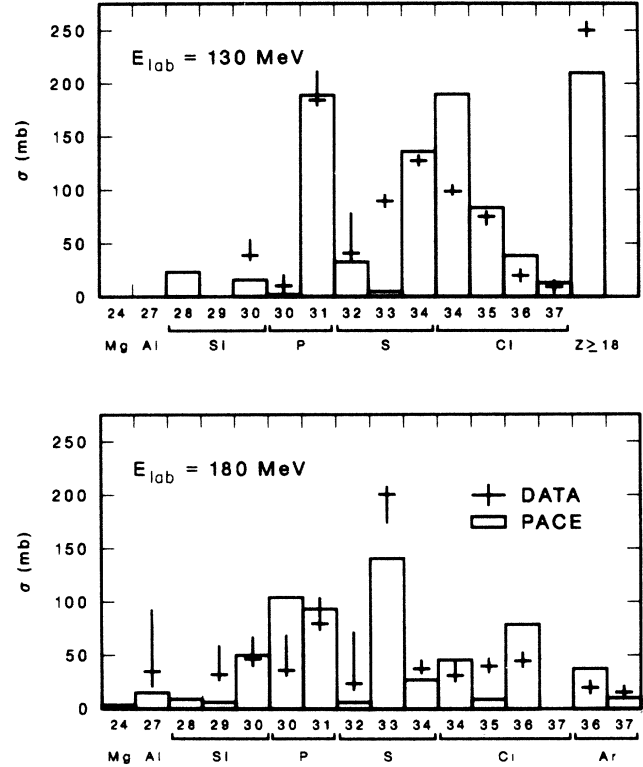 250
E lab = 130 MeV
200
150
σ (mb)
100
50
0
24 27 28 29 30 30 31 32 33 34 34 35 36 37
Mg Al Si P S Cl Z≥18
250
E lab = 180 MeV
200
DATA
PACE
150
σ (mb)
100
50
0
24 27 28 29 30 30 31 32 33 34 34 35 36 37 36 37
Mg Al Si P S Cl Ar